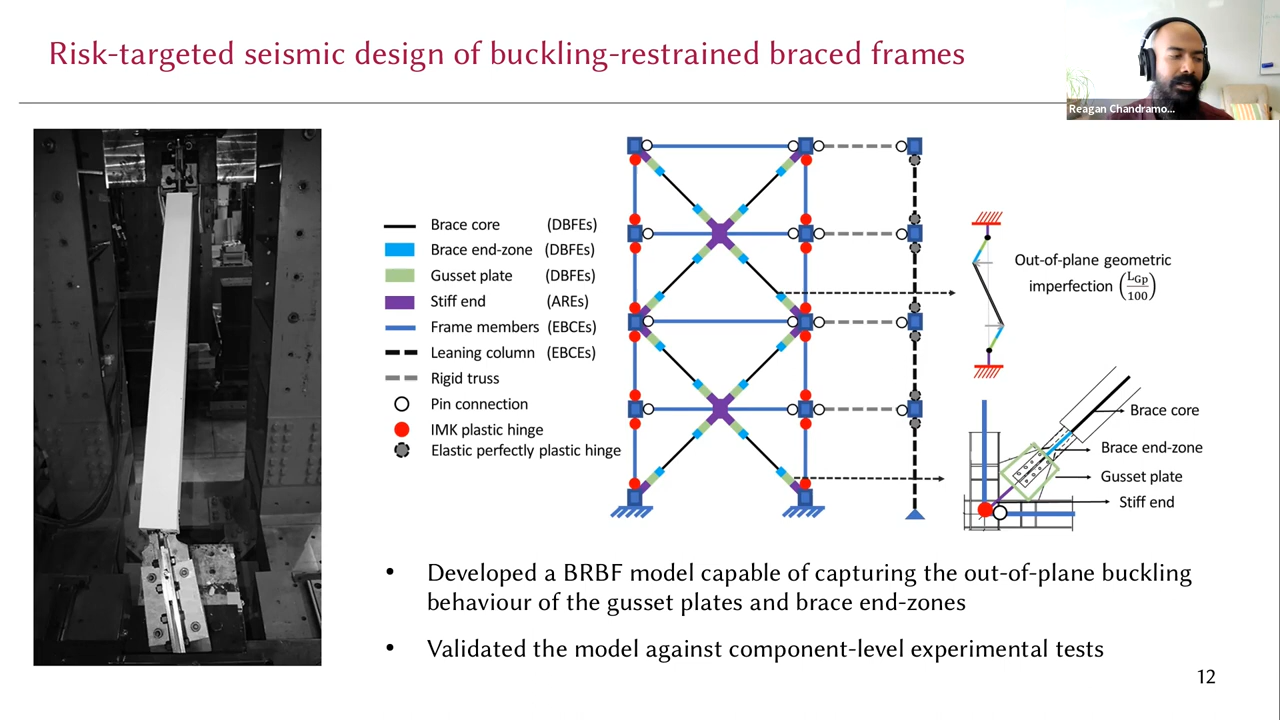 Risk-targeted seismic design of buckling-restrained braced frames
Reagan Chandramo...
Brace core (DBFEs)
Brace end-zone (DBFEs)
Gusset plate (DBFEs)
Stiff end (AREs)
Frame members (EBCEs)
Leaning column (EBCEs)
Rigid truss
Pin connection
IMK plastic hinge
Elastic perfectly plastic hinge
Out-of-plane geometric
imperfection (LGp/100)
Brace core
Brace end-zone
Gusset plate
Stiff end
• Developed a BRBF model capable of capturing the out-of-plane buckling
behaviour of the gusset plates and brace end-zones
• Validated the model against component-level experimental tests
12